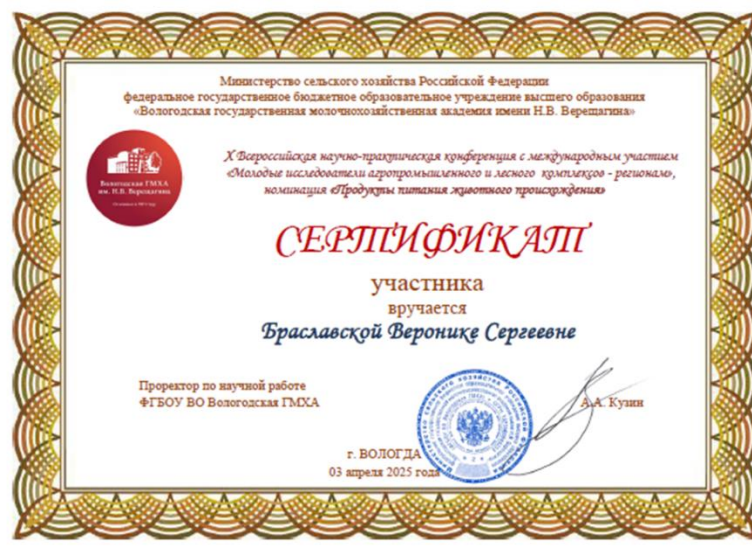 Министерство сельского хозяйства Российской Федерации
федеральное государственное бюджетное образовательное учреждение высшего образования
«Вологодская государственная молочнохозяйственная академия имени Н.В. Верещагина»
X Всероссийская научно-практическая конференция с международным участием
«Молодые исследователи агропромышленного и лесного комплексов - регионам»,
номинация «Продукты питания животного происхождения»
Вологодская ГМХА
им. Н.В. Верещагина
СЕРТИФИКАТ
участника
вручается
Браславской Веронике Сергеевне
Проректор по научной работе
ФГБОУ ВО Вологодская ГМХА
А.А. Кузин
г. ВОЛОГДА
03 апреля 2025 года